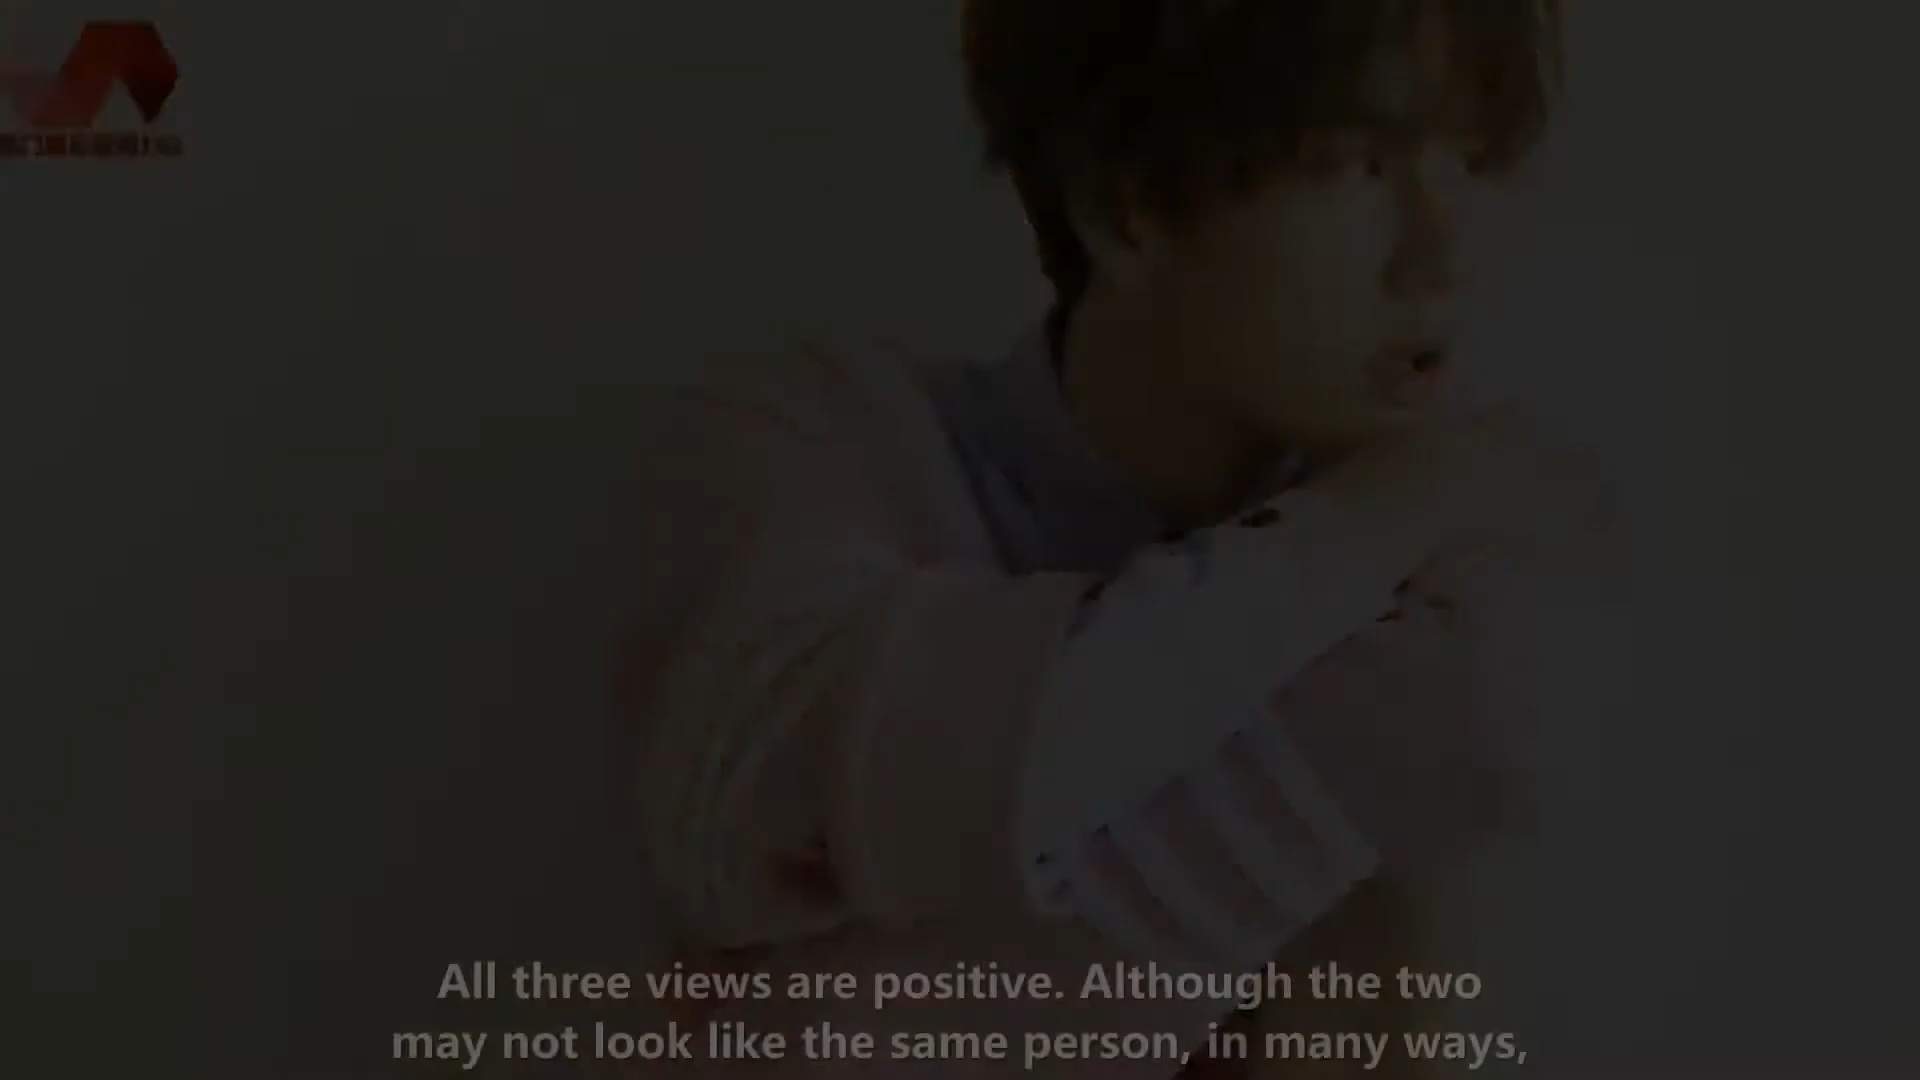 All three views are positive. Although the two
may not look like the same person, in many ways,